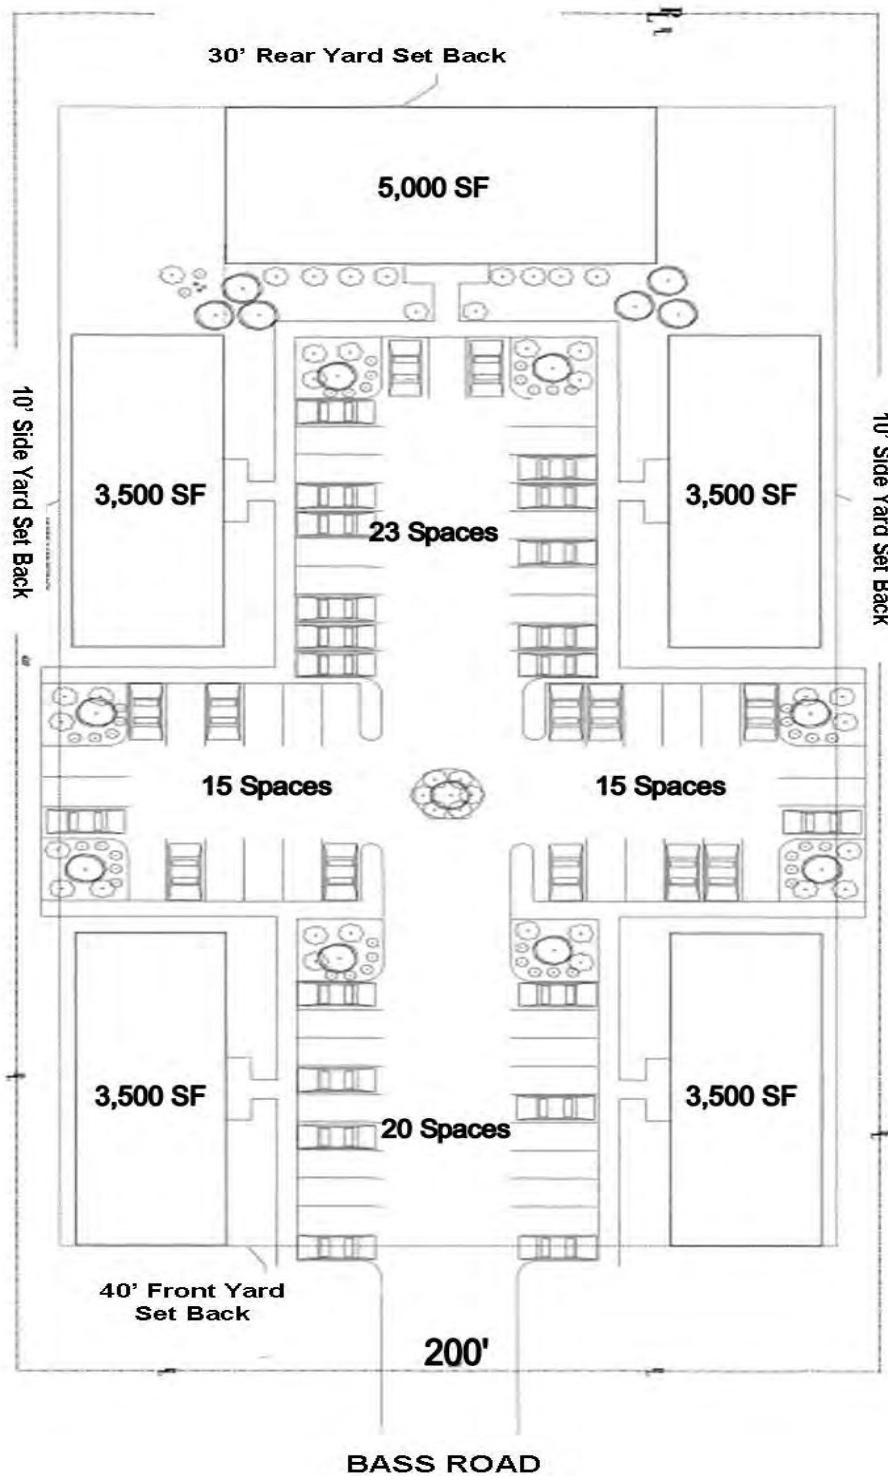 30' Rear Yard Set Back
5,000 SF
10' Side Yard Set Back
10' Side Yard Set Back
3,500 SF
3,500 SF
23 Spaces
15 Spaces
15 Spaces
3,500 SF
3,500 SF
20 Spaces
40' Front Yard
Set Back
200'
BASS ROAD